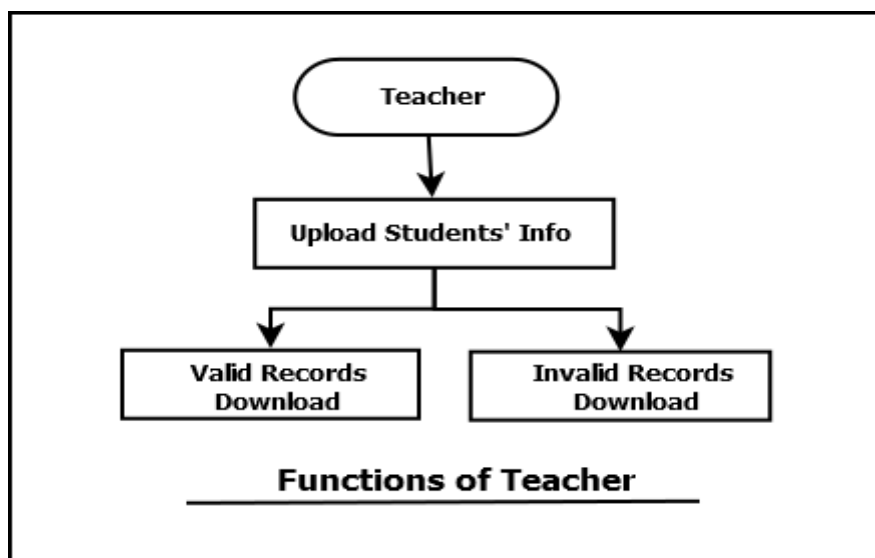 Teacher
Upload Students' Info
Valid Records
Download
Invalid Records
Download
Functions of Teacher